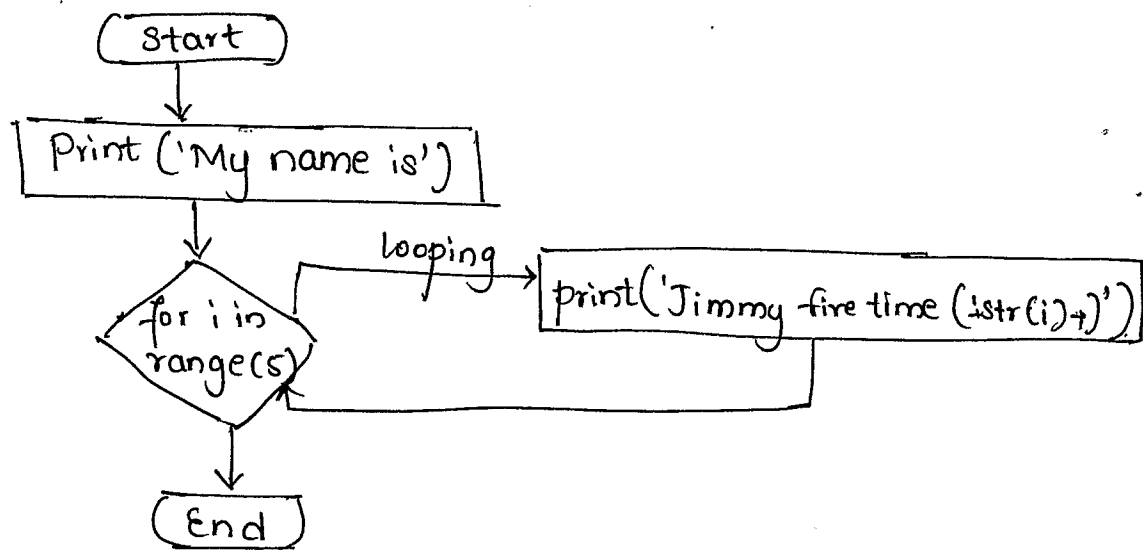 Start
Print ('My name is')
looping
for i in
range(5)
print('Jimmy five time (+str(i)+)')
End